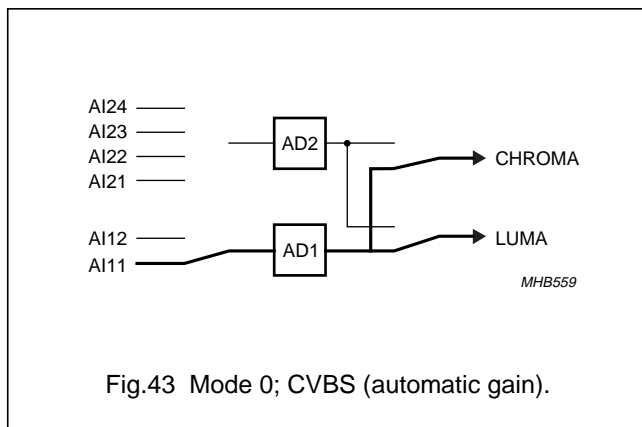 AI24
AI23
AI22
AI21
AD2
CHROMA
AI12
AI11
AD1
LUMA
MHB559
Fig.43 Mode 0; CVBS (automatic gain).